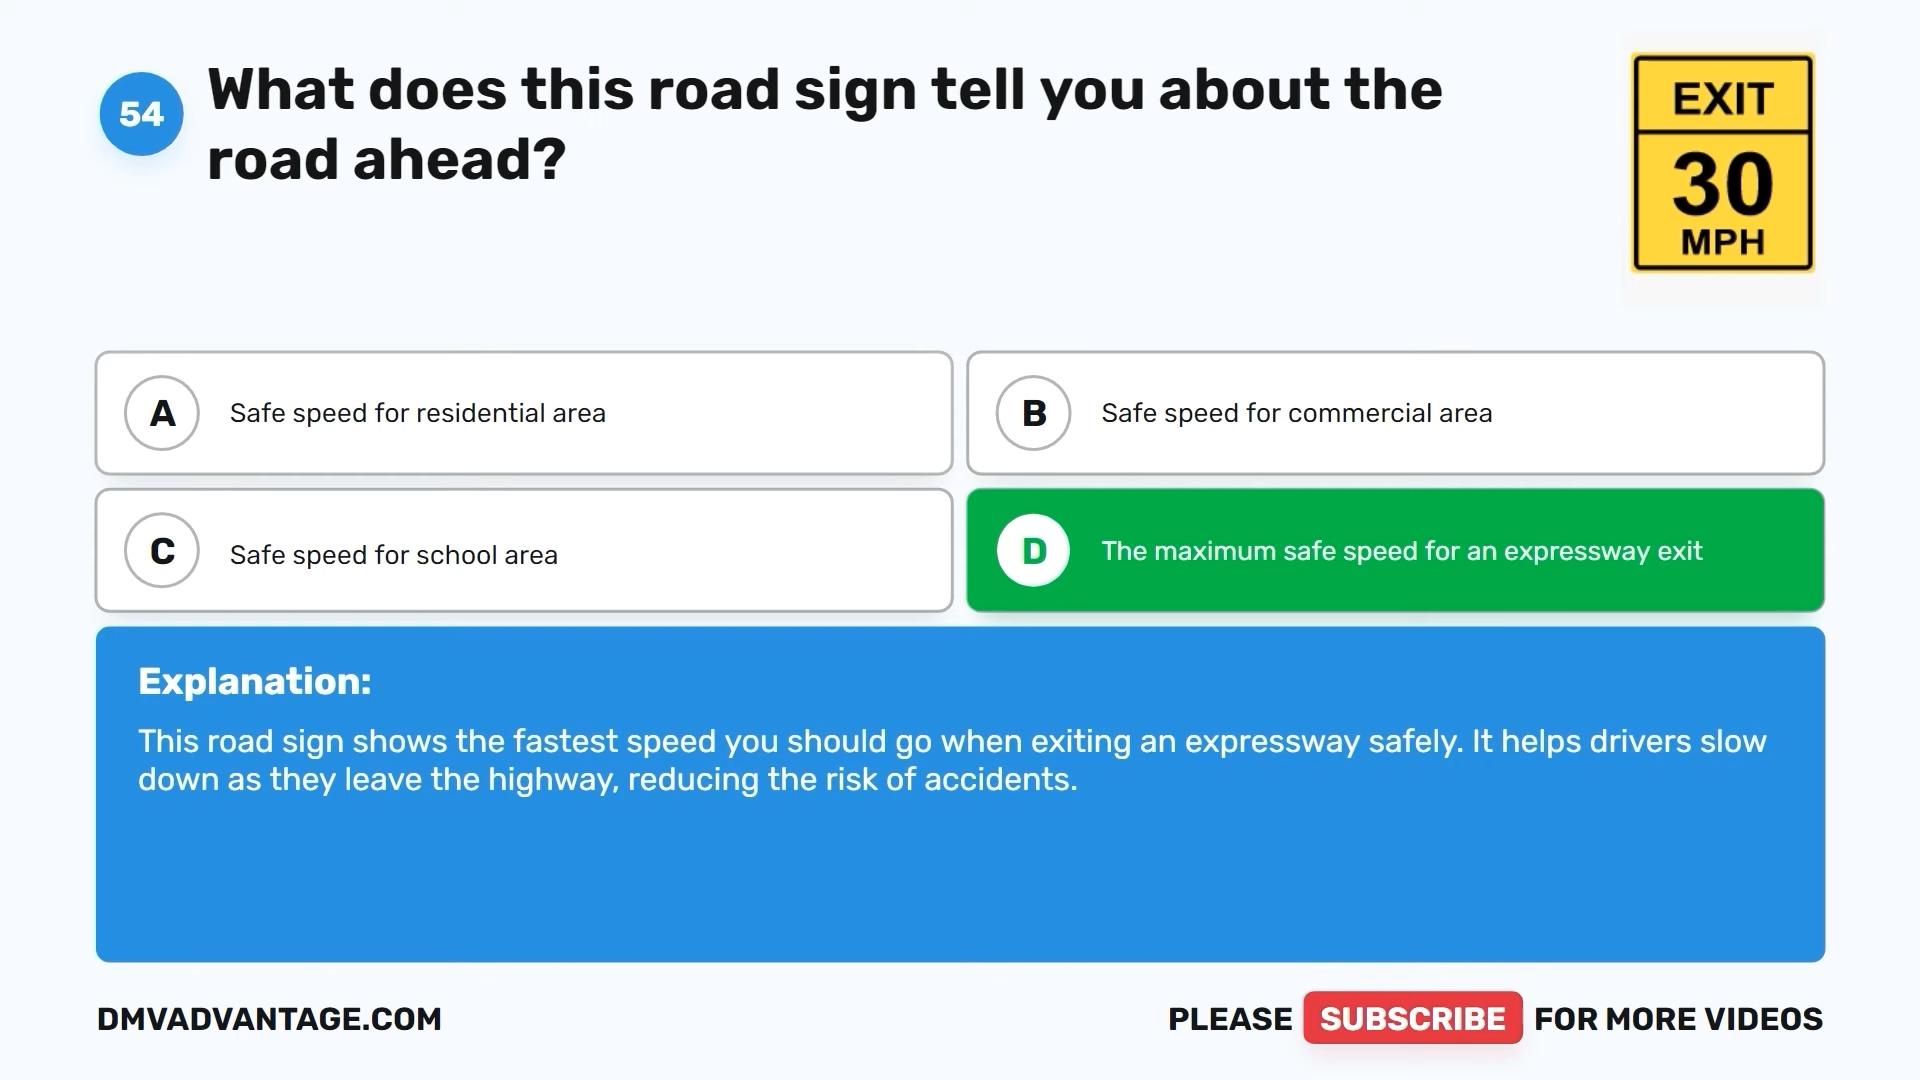 54
What does this road sign tell you about the
road ahead?
EXIT
30
MPH
A
Safe speed for residential area
B
Safe speed for commercial area
C
Safe speed for school area
D
The maximum safe speed for an expressway exit
Explanation:
This road sign shows the fastest speed you should go when exiting an expressway safely. It helps drivers slow
down as they leave the highway, reducing the risk of accidents.
DMVADVANTAGE.COM
PLEASE SUBSCRIBE FOR MORE VIDEOS